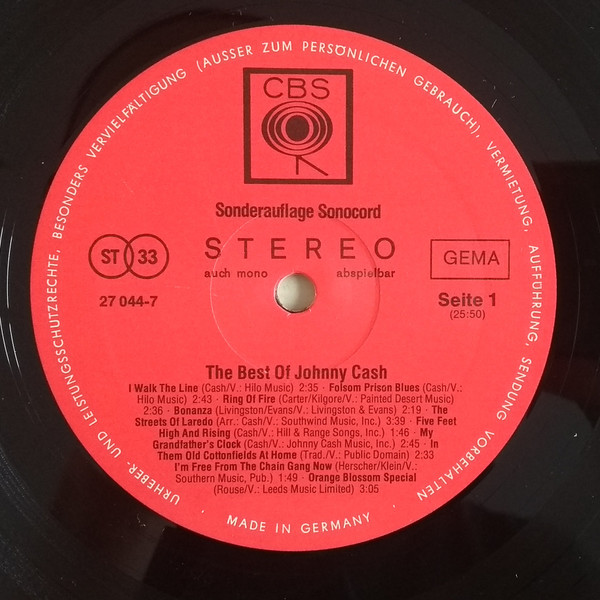 URHEBER- UND LEISTUNGSSCHUTZRECHTE, BESONDERS VERVIELFÄLTIGUNG (AUSSER ZUM PERSÖNLICHEN GEBRAUCH), VERMIETUNG, AUFFÜHRUNG, SENDUNG VORBEHALTEN
CBS
Sonderauflage Sonocord
ST 33
STEREO
GEMA
auch mono abspielbar
27 044-7
Seite 1
(25:50)
The Best Of Johnny Cash
I Walk The Line (Cash/V.: Hilo Music) 2:35 · Folsom Prison Blues (Cash/V.:
Hilo Music) 2:43 · Ring Of Fire (Carter/Kilgore/V.: Painted Desert Music)
2:36 · Bonanza (Livingston/Evans/V.: Livingston & Evans) 2:19 · The
Streets Of Laredo (Arr.: Cash/V.: Southwind Music, Inc.) 3:39 · Five Feet
High And Rising (Cash/V.: Hill & Range Songs, Inc.) 1:46 · My
Grandfather's Clock (Cash/V.: Johnny Cash Music, Inc.) 2:45 · In
Them Old Cottonfields At Home (Trad./V.: Public Domain) 2:33
I'm Free From The Chain Gang Now (Herscher/Klein/V.:
Southern Music, Pub.) 1:49 · Orange Blossom Special
(Rouse/V.: Leeds Music Limited) 3:05
· MADE IN GERMANY ·